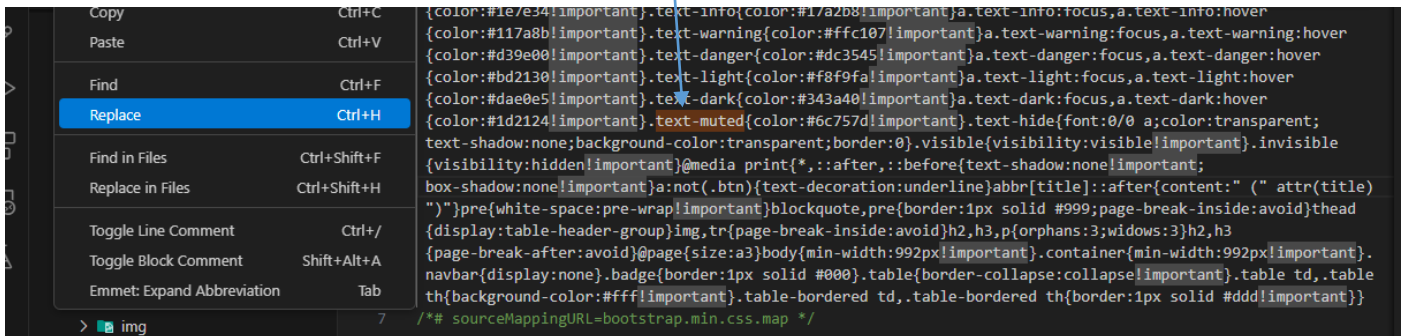 Copy Ctrl+C
Paste Ctrl+V
Find Ctrl+F
Replace Ctrl+H
Find in Files Ctrl+Shift+F
Replace in Files Ctrl+Shift+H
Toggle Line Comment Ctrl+/
Toggle Block Comment Shift+Alt+A
Emmet: Expand Abbreviation Tab
> img
{color:#1e7e34!important}.text-info{color:#17a2b8!important}a.text-info:focus,a.text-info:hover
{color:#117a8b!important}.text-warning{color:#ffc107!important}a.text-warning:focus,a.text-warning:hover
{color:#d39e00!important}.text-danger{color:#dc3545!important}a.text-danger:focus,a.text-danger:hover
{color:#bd2130!important}.text-light{color:#f8f9fa!important}a.text-light:focus,a.text-light:hover
{color:#dae0e5!important}.text-dark{color:#343a40!important}a.text-dark:focus,a.text-dark:hover
{color:#1d2124!important}.text-muted{color:#6c757d!important}.text-hide{font:0/0 a;color:transparent;
text-shadow:none;background-color:transparent;border:0}.visible{visibility:visible!important}.invisible
{visibility:hidden!important}@media print{*,::after,::before{text-shadow:none!important;
box-shadow:none!important}a:not(.btn){text-decoration:underline}abbr[title]::after{content:" (" attr(title)
")"}pre{white-space:pre-wrap!important}blockquote,pre{border:1px solid #999;page-break-inside:avoid}thead
{display:table-header-group}img,tr{page-break-inside:avoid}h2,h3,p{orphans:3;widows:3}h2,h3
{page-break-after:avoid}@page{size:a3}body{min-width:992px!important}.container{min-width:992px!important}.
navbar{display:none}.badge{border:1px solid #000}.table{border-collapse:collapse!important}.table td,.table
th{background-color:#fff!important}.table-bordered td,.table-bordered th{border:1px solid #ddd!important}}
7 /*# sourceMappingURL=bootstrap.min.css.map */